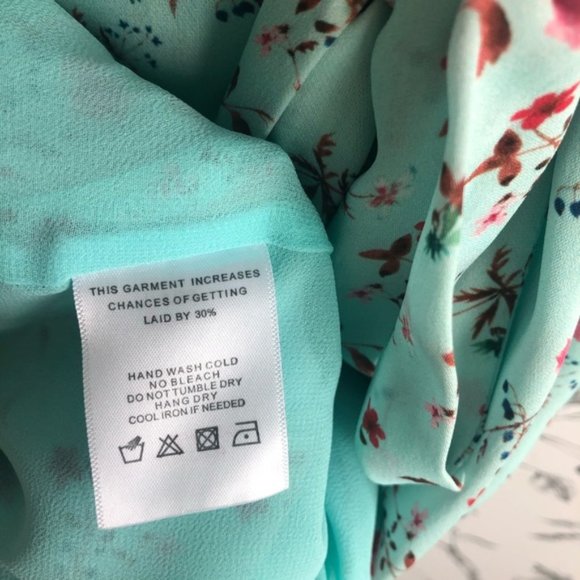 THIS GARMENT INCREASES
CHANCES OF GETTING
LAID BY 30%
HAND WASH COLD
NO BLEACH
DO NOT TUMBLE DRY
HANG DRY
COOL IRON IF NEEDED